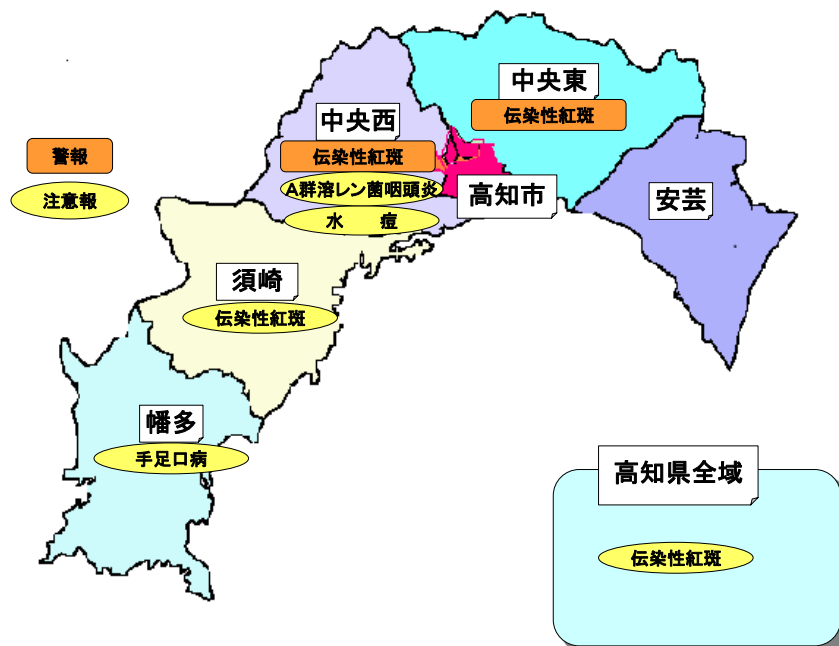 中央東
伝染性紅斑
中央西
伝染性紅斑
A群溶レン菌咽頭炎
水　痘
警報
注意報
高知市
安芸
須崎
伝染性紅斑
幡多
手足口病
高知県全域
伝染性紅斑